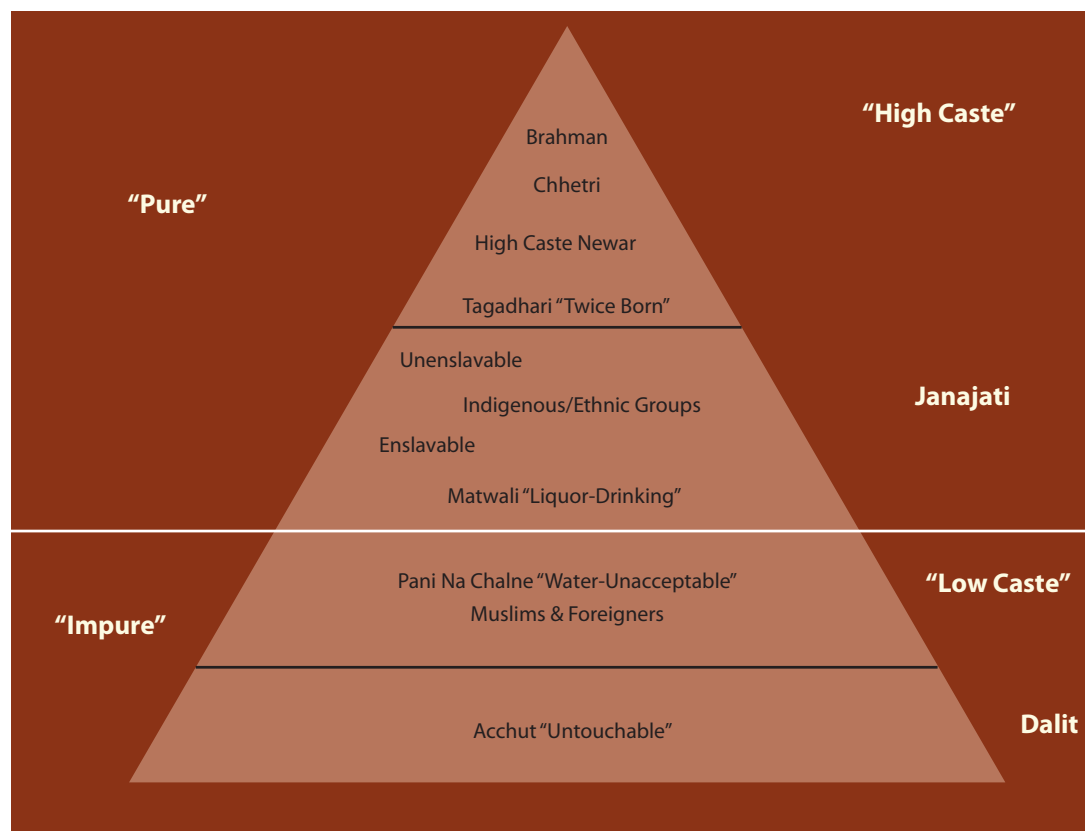 “High Caste”
Brahman
Chhetri
“Pure”
High Caste Newar
Tagadhari “Twice Born”
Unenslavable
Janajati
Indigenous/Ethnic Groups
Enslavable
Matwali “Liquor-Drinking”
Pani Na Chalne “Water-Unacceptable”
“Low Caste”
Muslims & Foreigners
“Impure”
Dalit
Acchut “Untouchable”